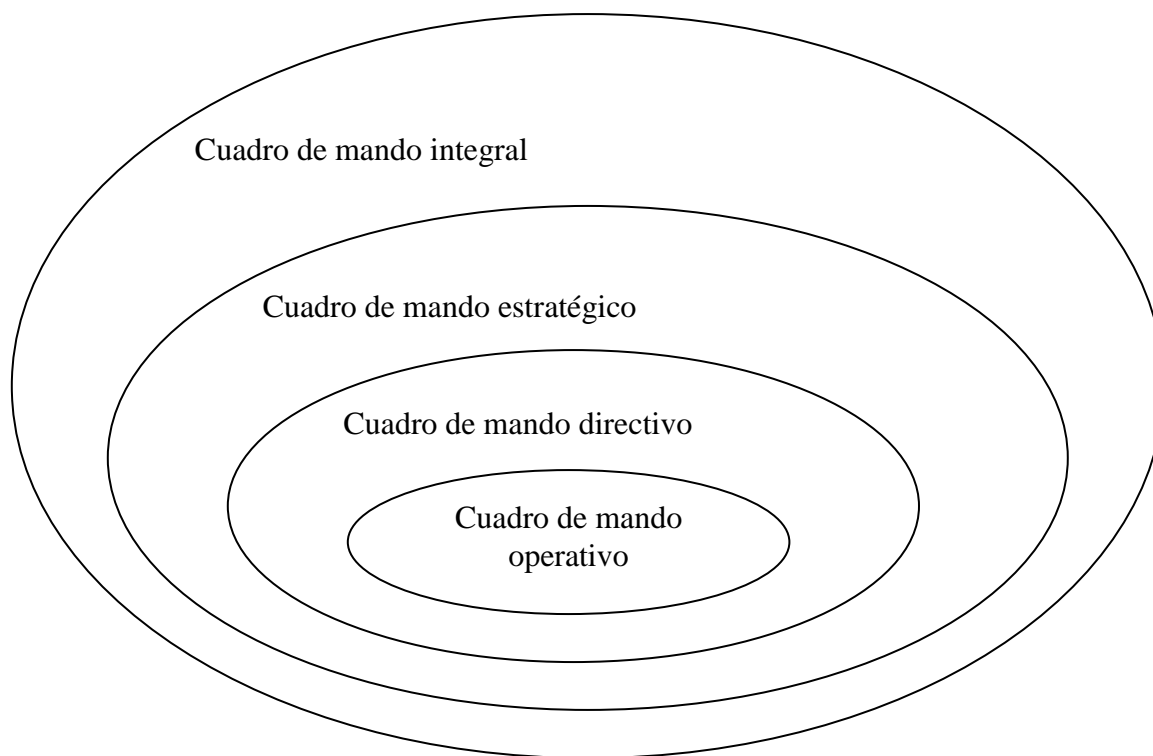 Cuadro de mando integral
Cuadro de mando estratégico
Cuadro de mando directivo
Cuadro de mando
operativo